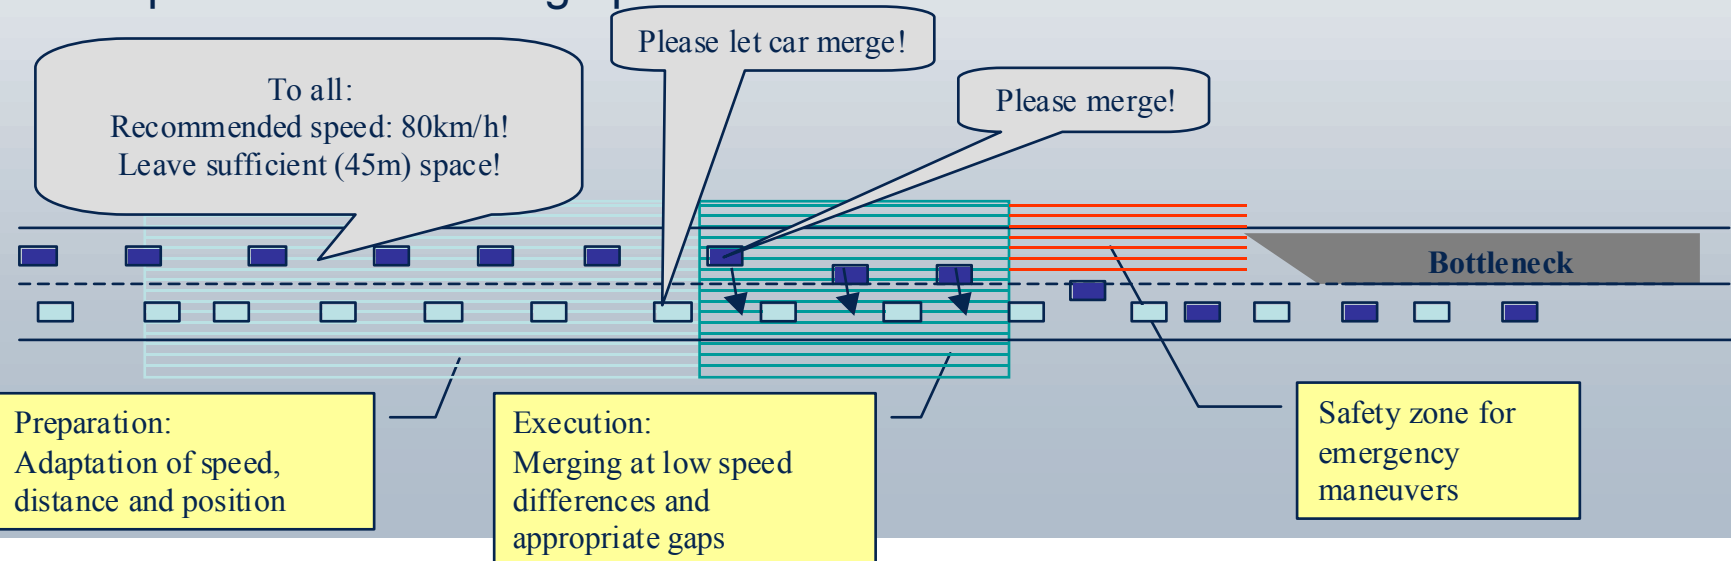 Please let car merge!
To all:
Recommended speed: 80km/h!
Leave sufficient (45m) space!
Please merge!
Bottleneck
Preparation:
Adaptation of speed,
distance and position
Execution:
Merging at low speed
differences and
appropriate gaps
Safety zone for
emergency
maneuvers